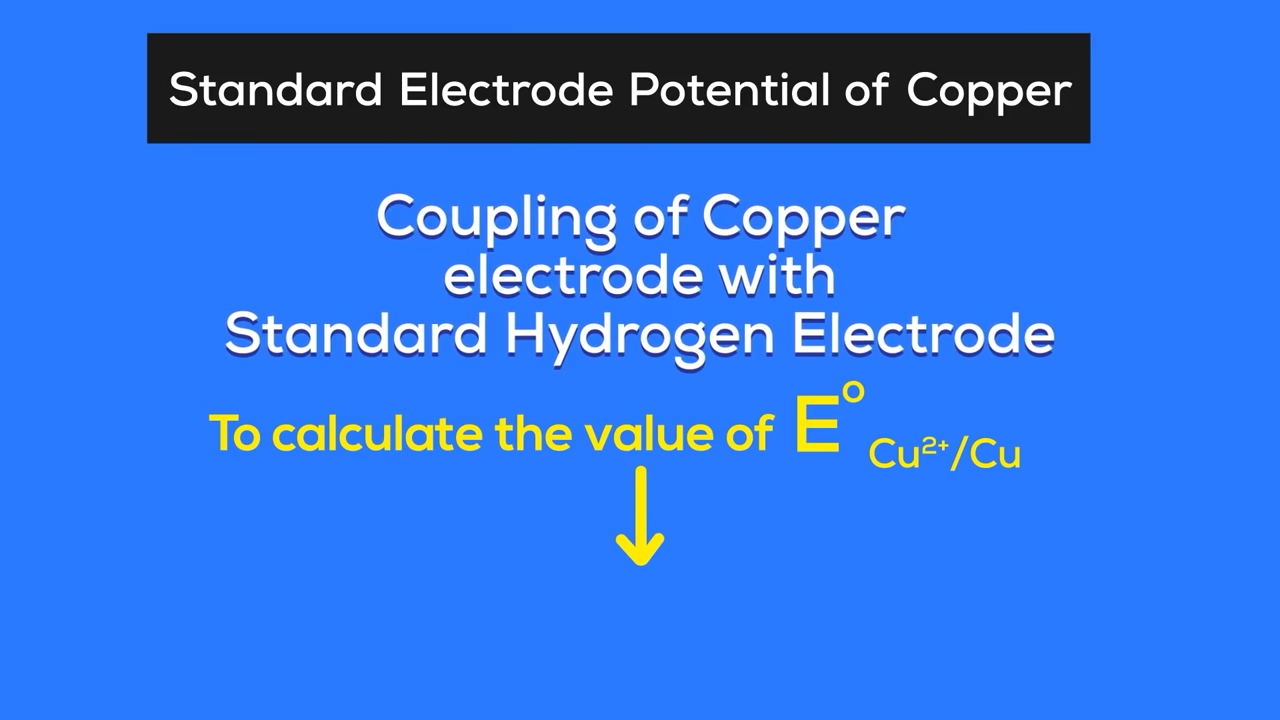 Standard Electrode Potential of Copper
Coupling of Copper
electrode with
Standard Hydrogen Electrode
To calculate the value of E° Cu²⁺/Cu